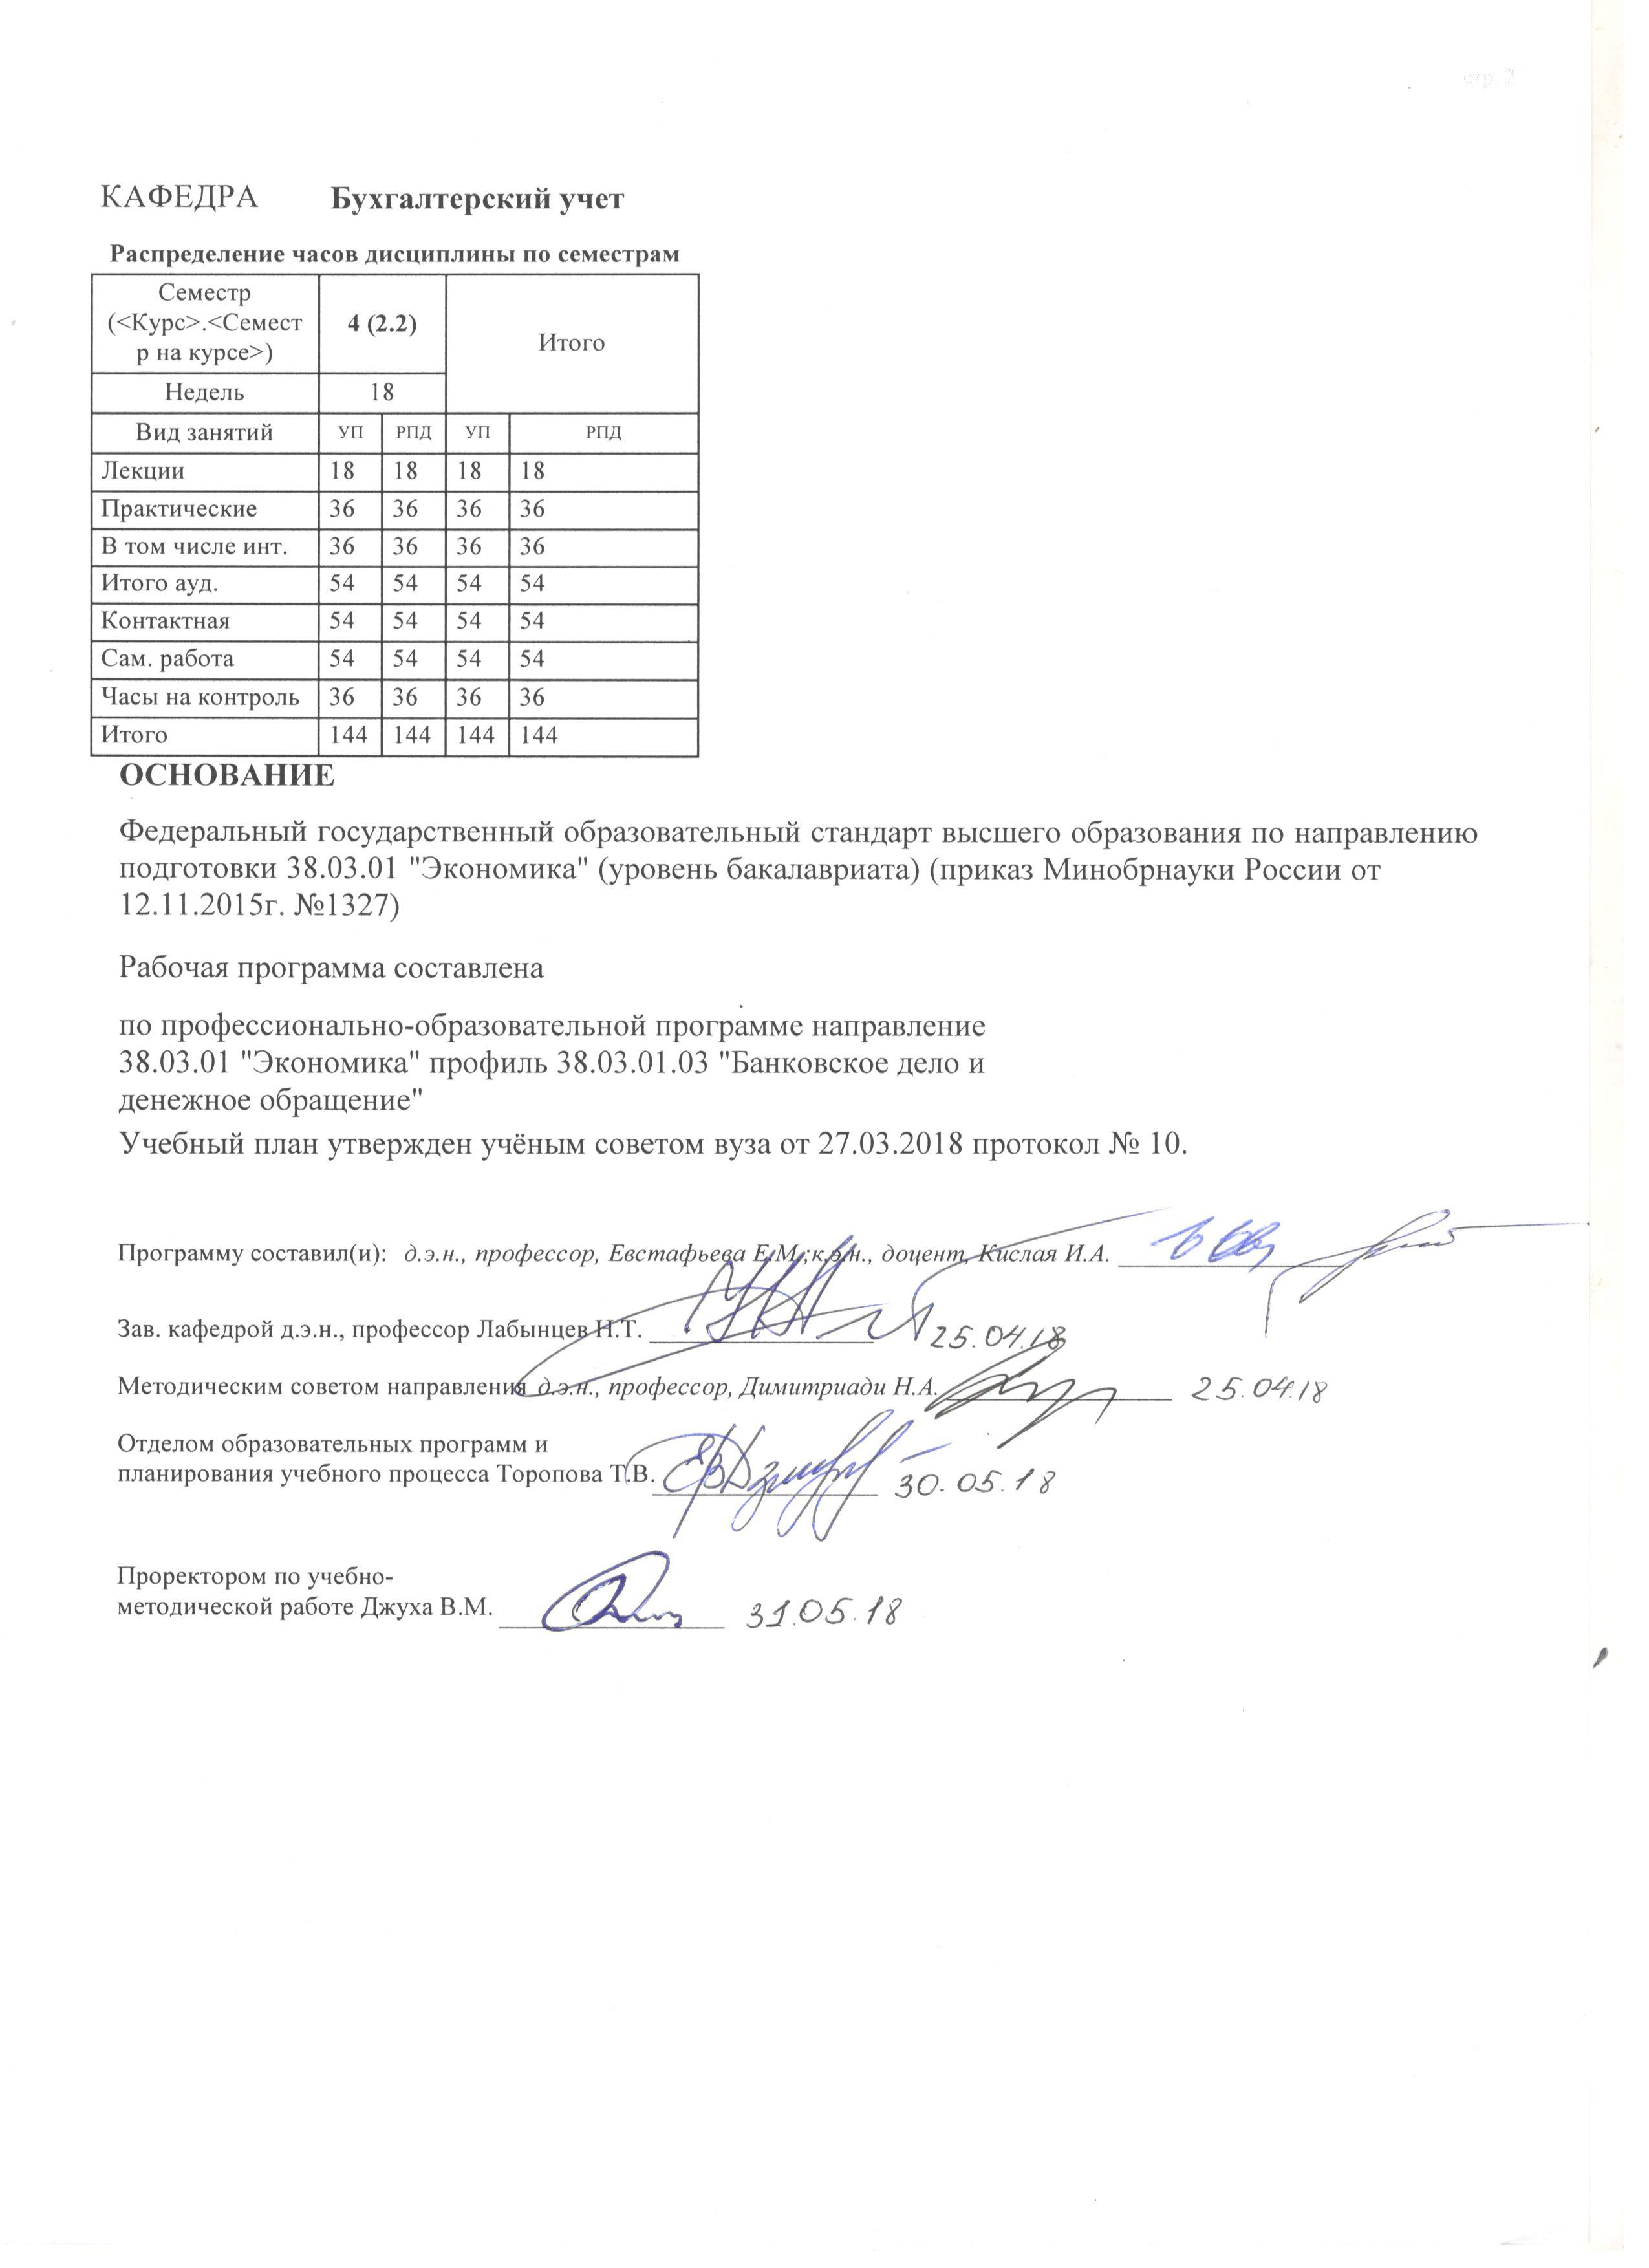 стр. 2
КАФЕДРА Бухгалтерский учет
Распределение часов дисциплины по семестрам
Семестр
(<Курс>.<Семест
р на курсе>) 4 (2.2) Итого
Недель 18
Вид занятий УП РПД УП РПД
Лекции 18 18 18 18
Практические 36 36 36 36
В том числе инт. 36 36 36 36
Итого ауд. 54 54 54 54
Контактная 54 54 54 54
Сам. работа 54 54 54 54
Часы на контроль 36 36 36 36
Итого 144 144 144 144
ОСНОВАНИЕ
Федеральный государственный образовательный стандарт высшего образования по направлению
подготовки 38.03.01 "Экономика" (уровень бакалавриата) (приказ Минобрнауки России от
12.11.2015г. №1327)
Рабочая программа составлена
по профессионально-образовательной программе направление
38.03.01 "Экономика" профиль 38.03.01.03 "Банковское дело и
денежное обращение"
Учебный план утвержден учёным советом вуза от 27.03.2018 протокол № 10.
Программу составил(и): д.э.н., профессор, Евстафьева Е.М.;к.э.н., доцент, Кислая И.А.
Зав. кафедрой д.э.н., профессор Лабынцев Н.Т. 25.04.18
Методическим советом направления д.э.н., профессор, Димитриади Н.А. 25.04.18
Отделом образовательных программ и
планирования учебного процесса Торопова Т.В. 30.05.18
Проректором по учебно-
методической работе Джуха В.М. 31.05.18